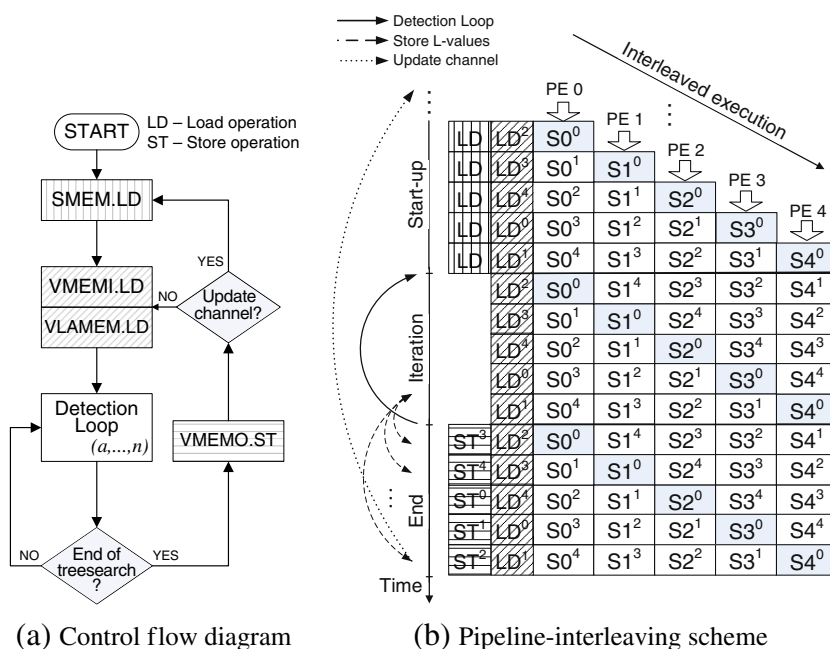 START
LD – Load operation
ST – Store operation
SMEM.LD
YES
VMEMI.LD
NO
Update
channel?
VLAMEM.LD
Detection
Loop
(a,...,n)
VMEMO.ST
NO
End of
treesearch
?
YES
(a) Control flow diagram
Detection Loop
Store L-values
Update channel
Interleaved execution
PE 0
PE 1
PE 2
PE 3
PE 4
Start-up
Iteration
End
Time
LD LD² S0⁰
LD LD³ S0¹ S1⁰
LD LD⁴ S0² S1¹ S2⁰
LD LD⁰ S0³ S1² S2¹ S3⁰
LD LD¹ S0⁴ S1³ S2² S3¹ S4⁰
LD² S0⁰ S1⁴ S2³ S3² S4¹
LD³ S0¹ S1⁰ S2⁴ S3³ S4²
LD⁴ S0² S1¹ S2⁰ S3⁴ S4³
LD⁰ S0³ S1² S2¹ S3⁰ S4⁴
LD¹ S0⁴ S1³ S2² S3¹ S4⁰
ST³ LD² S0⁰ S1⁴ S2³ S3² S4¹
ST⁴ LD³ S0¹ S1⁰ S2⁴ S3³ S4²
ST⁰ LD⁴ S0² S1¹ S2⁰ S3⁴ S4³
ST¹ LD⁰ S0³ S1² S2¹ S3⁰ S4⁴
ST² LD¹ S0⁴ S1³ S2² S3¹ S4⁰
(b) Pipeline-interleaving scheme